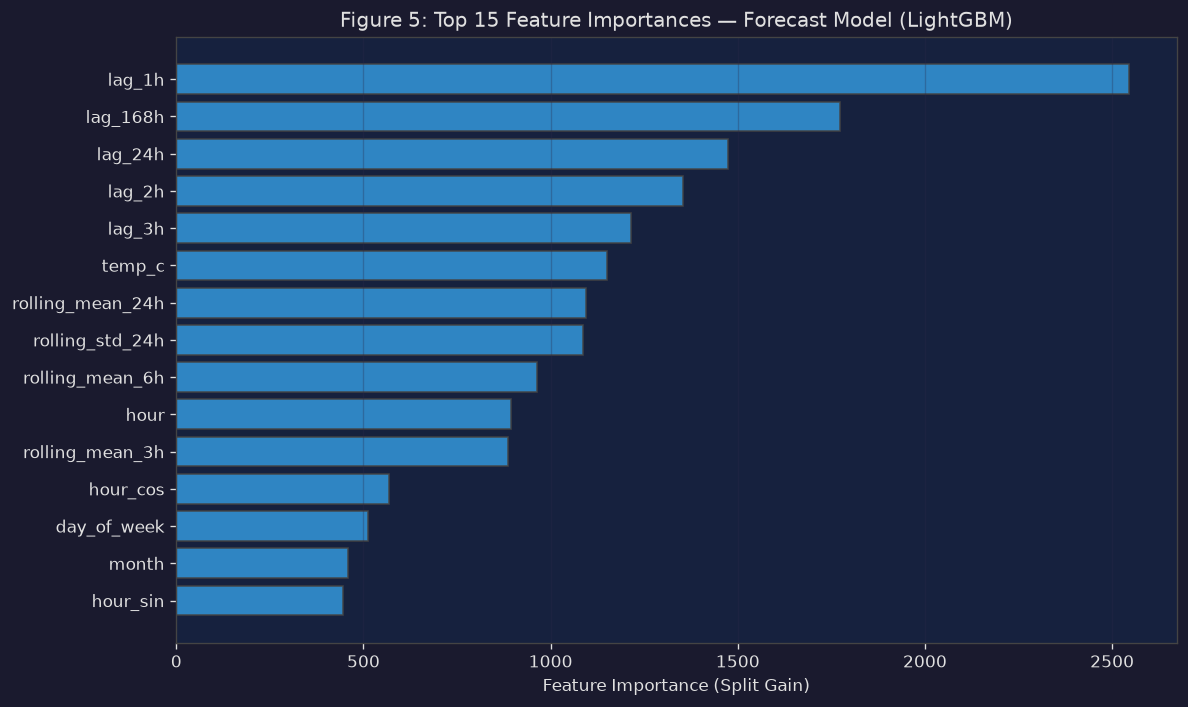 Figure 5: Top 15 Feature Importances — Forecast Model (LightGBM)
lag_1h
lag_168h
lag_24h
lag_2h
lag_3h
temp_c
rolling_mean_24h
rolling_std_24h
rolling_mean_6h
hour
rolling_mean_3h
hour_cos
day_of_week
month
hour_sin
0 500 1000 1500 2000 2500
Feature Importance (Split Gain)